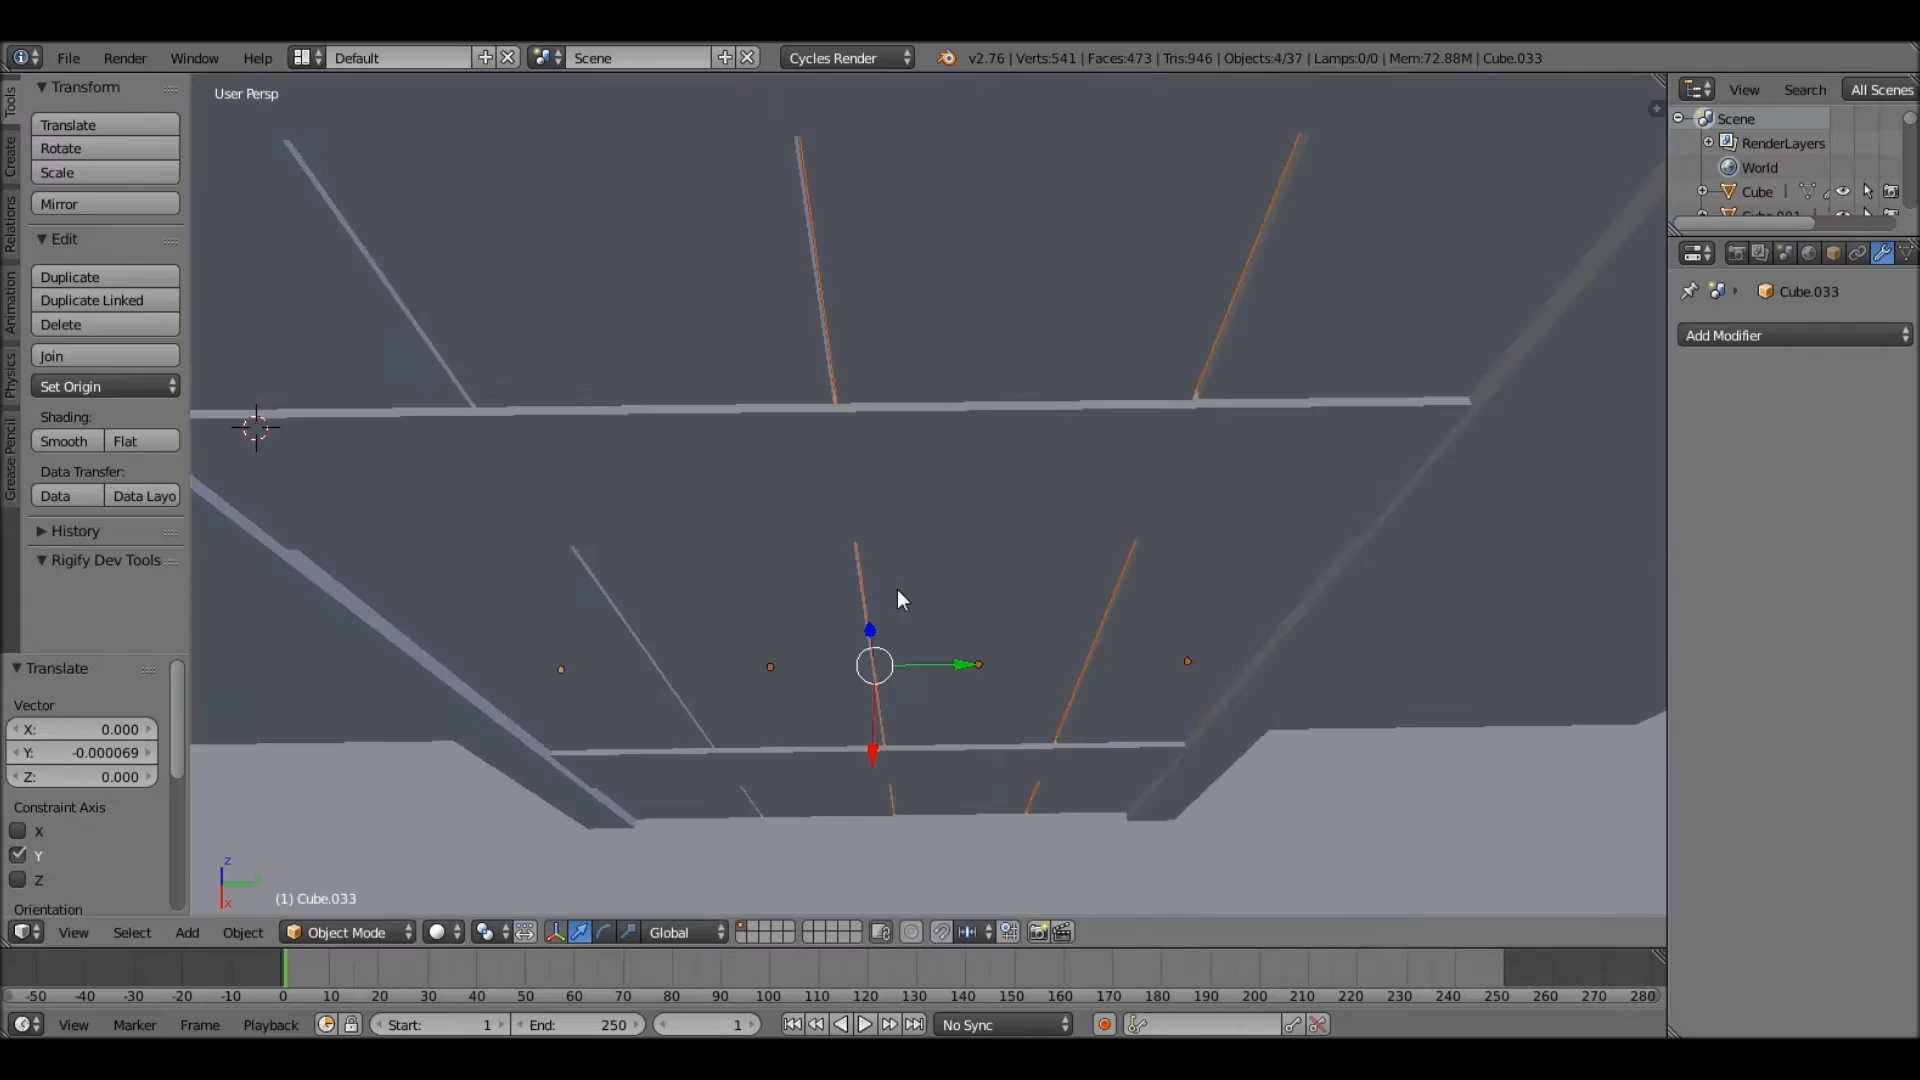 File Render Window Help Default Scene Cycles Render v2.76 | Verts:541 | Faces:473 | Tris:946 | Objects:4/37 | Lamps:0/0 | Mem:72.88M | Cube.033
Tools
Create
Relations
Animation
Physics
Grease Pencil
Transform
Translate
Rotate
Scale
Mirror
Edit
Duplicate
Duplicate Linked
Delete
Join
Set Origin
Shading:
Smooth Flat
Data Transfer:
Data Data Layo
History
Rigify Dev Tools
Translate
Vector
X: 0.000
Y: -0.000069
Z: 0.000
Constraint Axis
X
Y
Z
Orientation
User Persp
z
x
(1) Cube.033
View Search All Scenes
Scene
RenderLayers
World
Cube |
Cube.033
Add Modifier
View Select Add Object Object Mode Global
-50 -40 -30 -20 -10 0 10 20 30 40 50 60 70 80 90 100 110 120 130 140 150 160 170 180 190 200 210 220 230 240 250 260 270 280
View Marker Frame Playback Start: 1 End: 250 1 No Sync